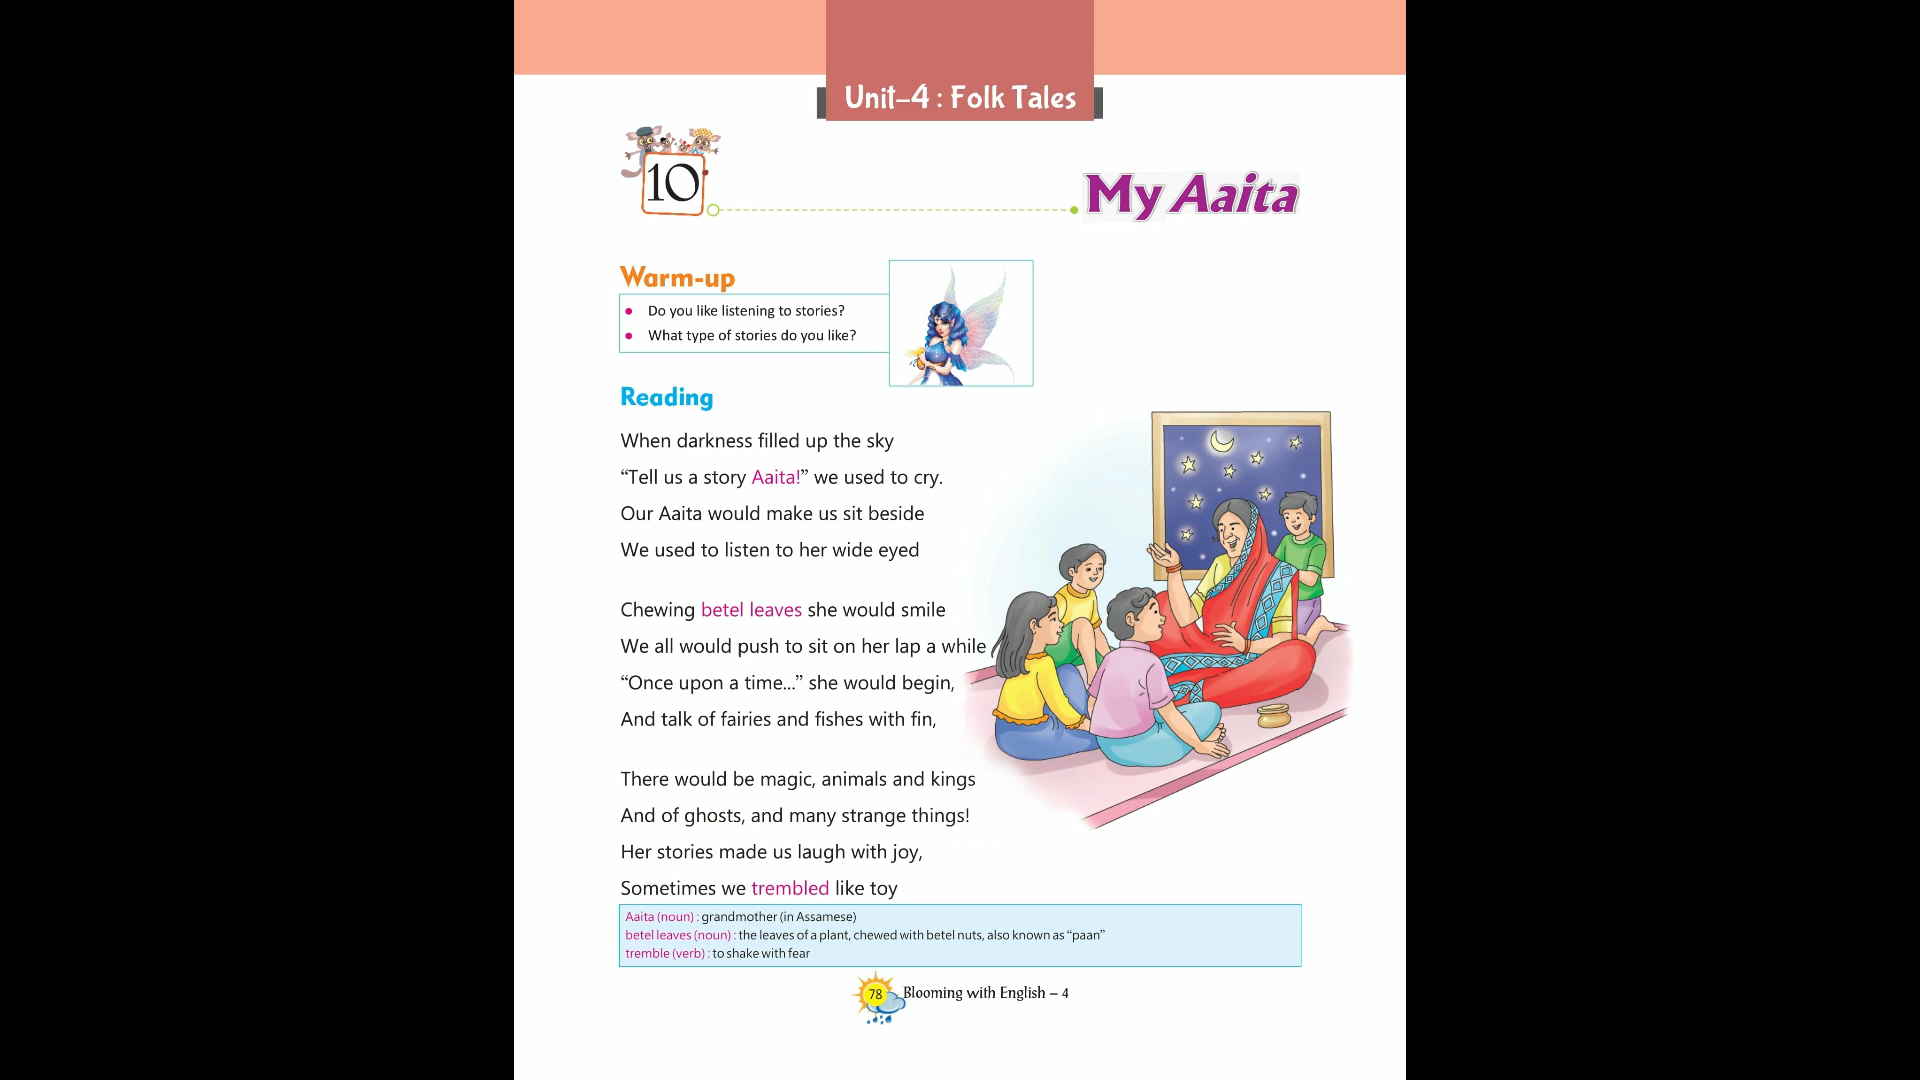 Unit–4 : Folk Tales
10
My Aaita
Warm-up
• Do you like listening to stories?
• What type of stories do you like?
Reading
When darkness filled up the sky
“Tell us a story Aaita!” we used to cry.
Our Aaita would make us sit beside
We used to listen to her wide eyed
Chewing betel leaves she would smile
We all would push to sit on her lap a while
“Once upon a time...” she would begin,
And talk of fairies and fishes with fin,
There would be magic, animals and kings
And of ghosts, and many strange things!
Her stories made us laugh with joy,
Sometimes we trembled like toy
Aaita (noun) : grandmother (in Assamese)
betel leaves (noun) : the leaves of a plant, chewed with betel nuts, also known as “paan”
tremble (verb) : to shake with fear
78 Blooming with English – 4